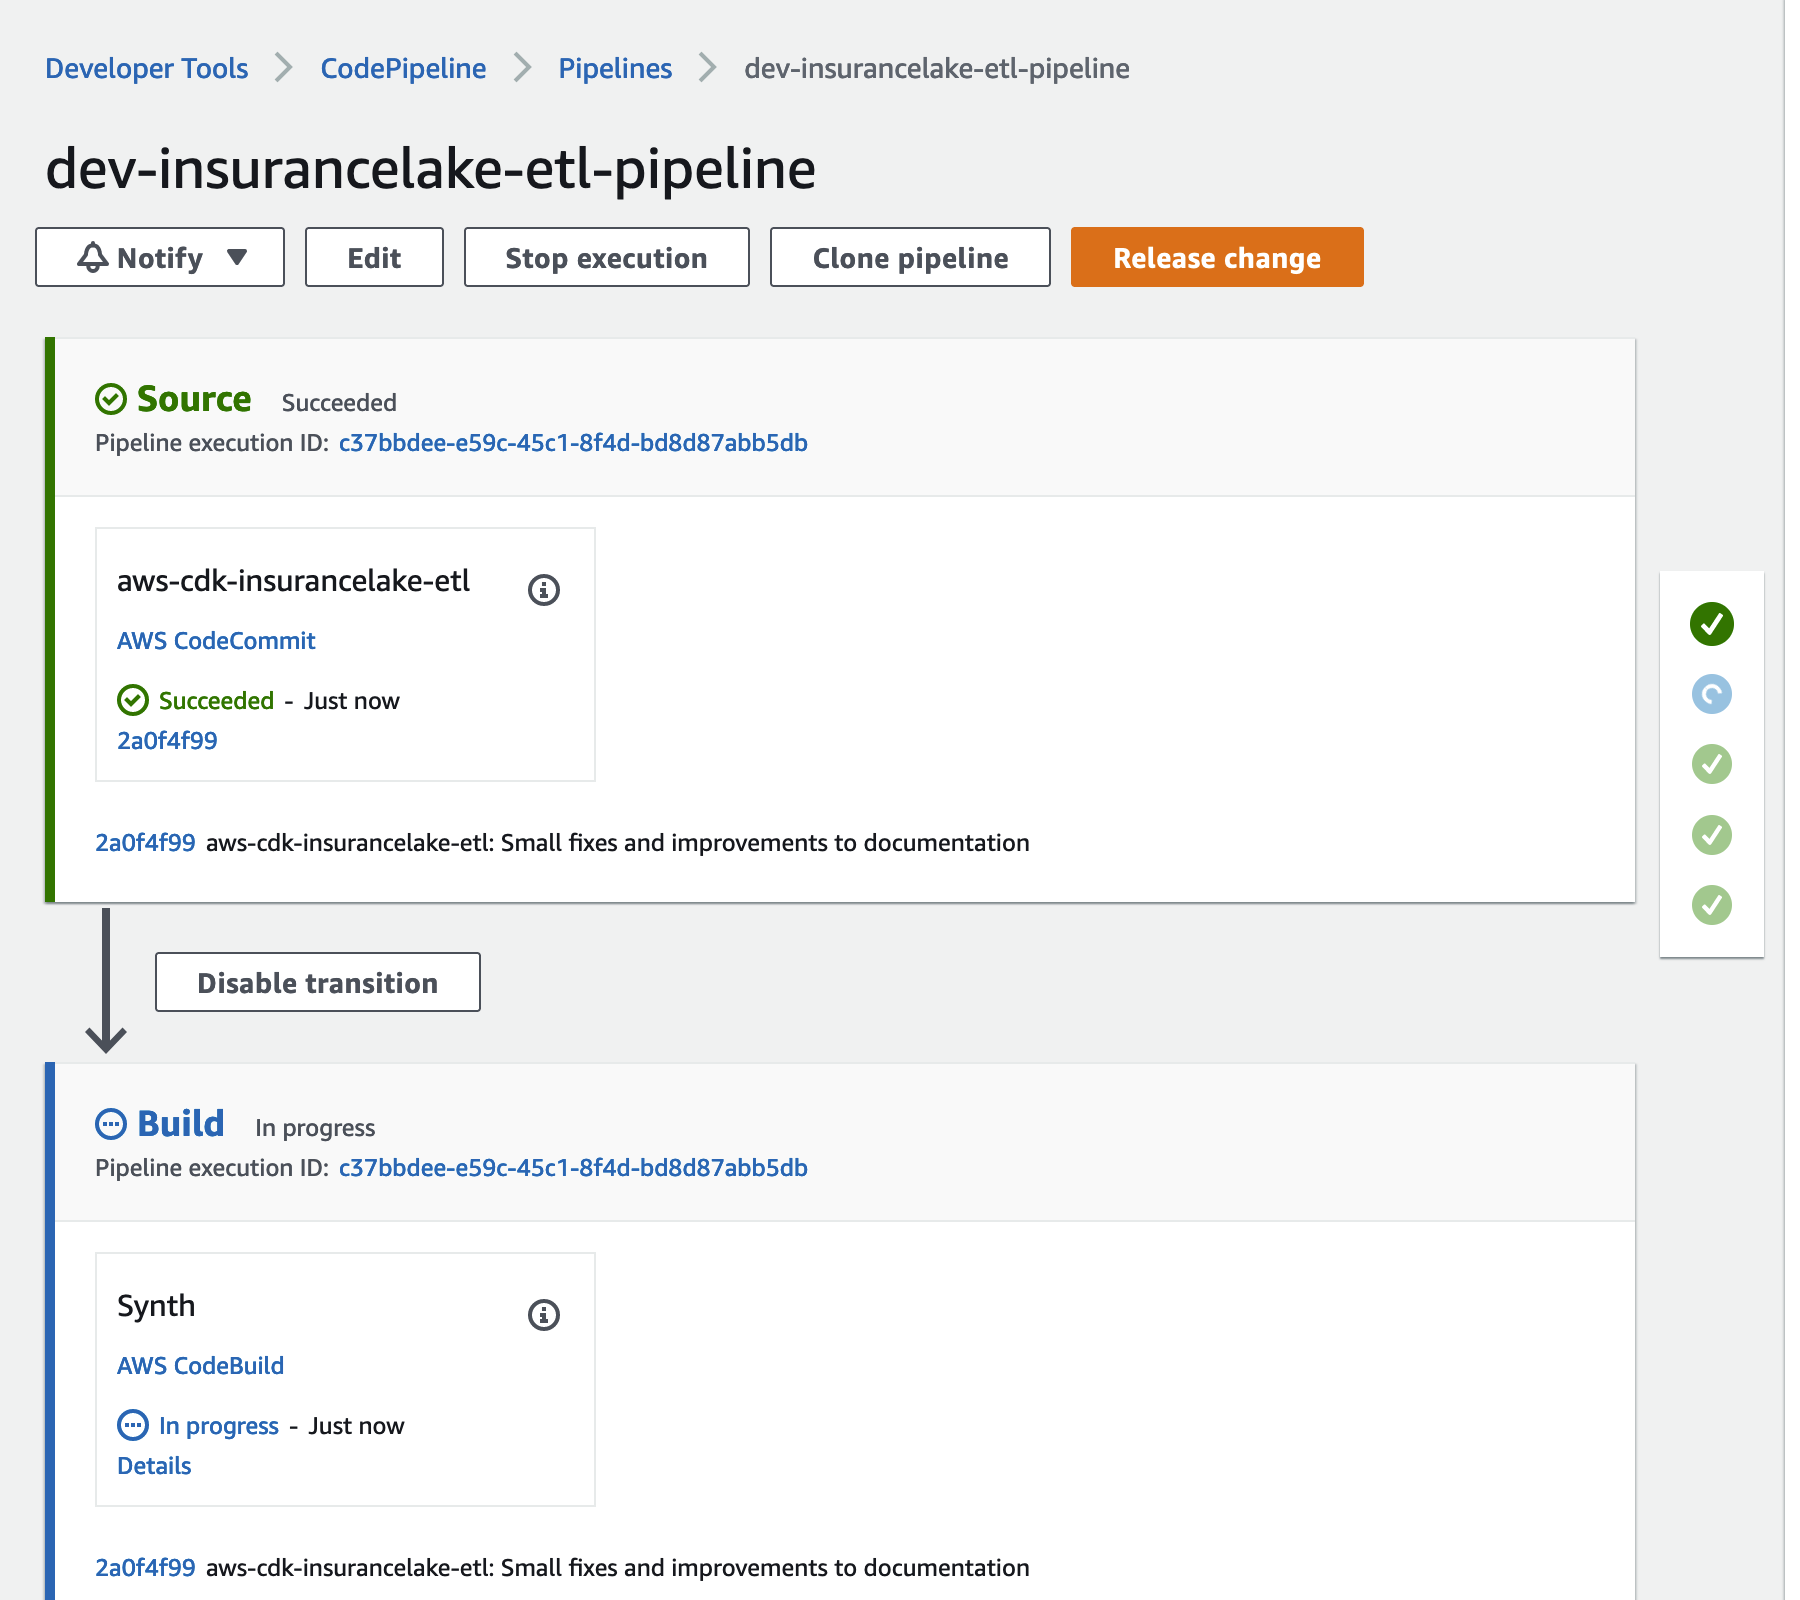 Developer Tools CodePipeline Pipelines dev-insurancelake-etl-pipeline
dev-insurancelake-etl-pipeline
Notify Edit Stop execution Clone pipeline Release change
Source Succeeded
Pipeline execution ID: c37bbdee-e59c-45c1-8f4d-bd8d87abb5db
aws-cdk-insurancelake-etl
AWS CodeCommit
Succeeded - Just now
2a0f4f99
2a0f4f99 aws-cdk-insurancelake-etl: Small fixes and improvements to documentation
Disable transition
Build In progress
Pipeline execution ID: c37bbdee-e59c-45c1-8f4d-bd8d87abb5db
Synth
AWS CodeBuild
In progress - Just now
Details
2a0f4f99 aws-cdk-insurancelake-etl: Small fixes and improvements to documentation